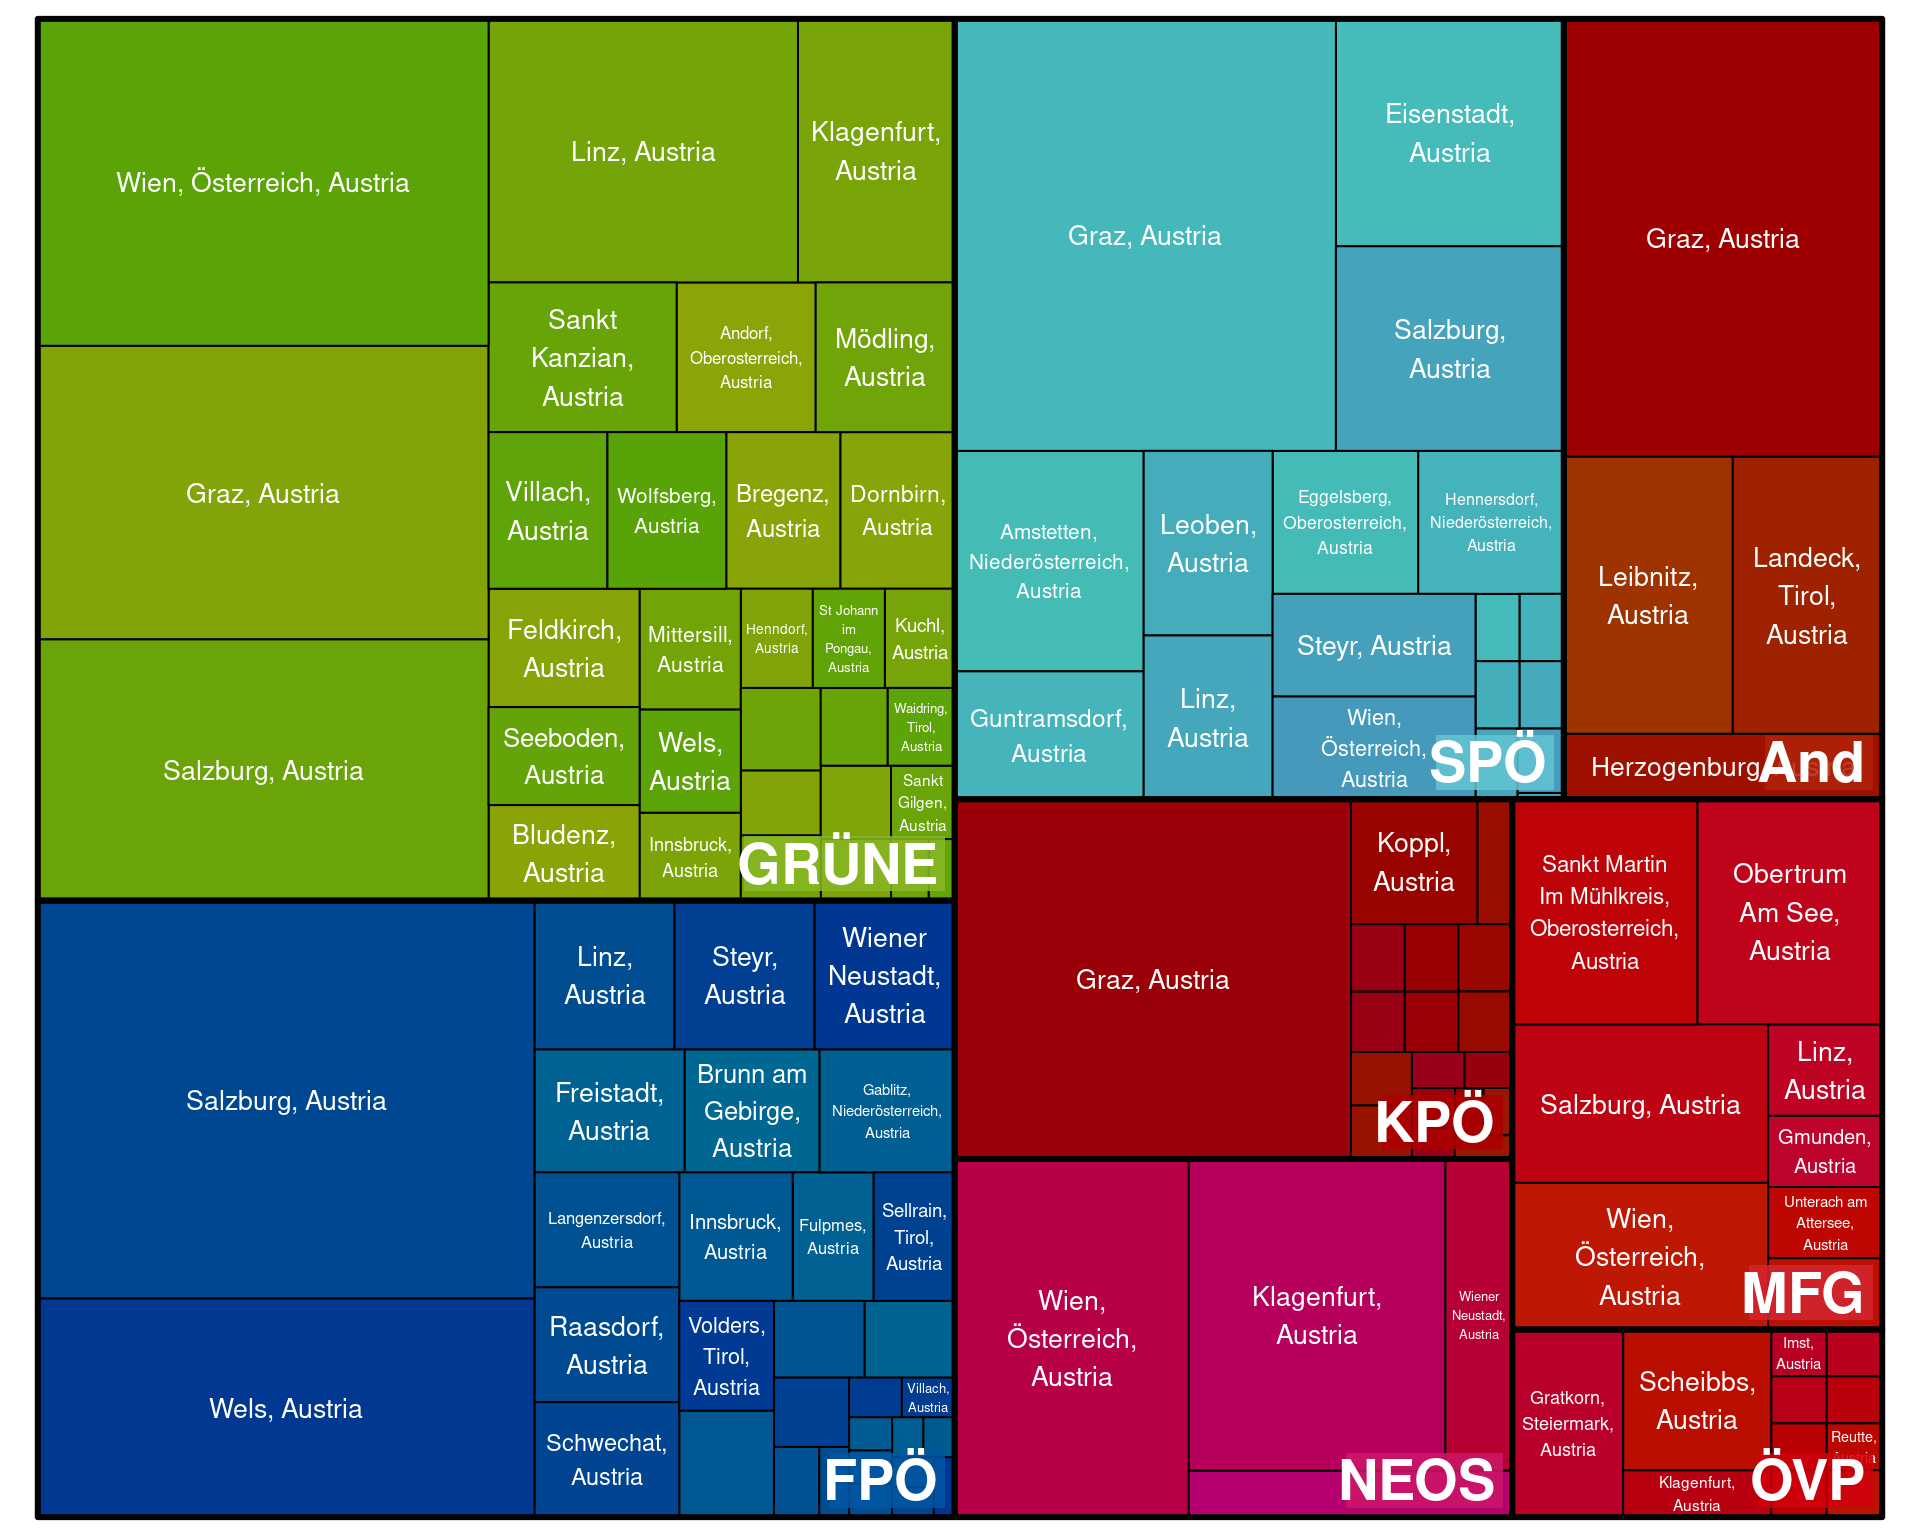 Wien, Österreich, Austria
Graz, Austria
Salzburg, Austria
Linz, Austria
Klagenfurt,
Austria
Sankt
Kanzian,
Austria
Andorf,
Oberosterreich,
Austria
Mödling,
Austria
Villach,
Austria
Wolfsberg,
Austria
Bregenz,
Austria
Dornbirn,
Austria
Feldkirch,
Austria
Mittersill,
Austria
Henndorf,
Austria
St Johann
im
Pongau,
Austria
Kuchl,
Austria
Seeboden,
Austria
Wels,
Austria
Waidring,
Tirol,
Austria
Bludenz,
Austria
Innsbruck,
Austria
Sankt
Gilgen,
Austria
GRÜNE
Salzburg, Austria
Wels, Austria
Linz,
Austria
Steyr,
Austria
Wiener
Neustadt,
Austria
Freistadt,
Austria
Brunn am
Gebirge,
Austria
Gablitz,
Niederösterreich,
Austria
Langenzersdorf,
Austria
Innsbruck,
Austria
Fulpmes,
Austria
Sellrain,
Tirol,
Austria
Raasdorf,
Austria
Volders,
Tirol,
Austria
Villach,
Austria
Schwechat,
Austria
FPÖ
Graz, Austria
Eisenstadt,
Austria
Salzburg,
Austria
Amstetten,
Niederösterreich,
Austria
Leoben,
Austria
Eggelsberg,
Oberosterreich,
Austria
Hennersdorf,
Niederösterreich,
Austria
Guntramsdorf,
Austria
Linz,
Austria
Steyr, Austria
Wien,
Österreich,
Austria
SPÖ
Graz, Austria
Leibnitz,
Austria
Landeck,
Tirol,
Austria
Herzogenburg,
And
Graz, Austria
Koppl,
Austria
KPÖ
Wien,
Österreich,
Austria
Klagenfurt,
Austria
Wiener
Neustadt,
Austria
NEOS
Sankt Martin
Im Mühlkreis,
Oberosterreich,
Austria
Obertrum
Am See,
Austria
Salzburg, Austria
Linz,
Austria
Gmunden,
Austria
Unterach am
Attersee,
Austria
Wien,
Österreich,
Austria
MFG
Gratkorn,
Steiermark,
Austria
Scheibbs,
Austria
Imst,
Austria
Reutte,
Klagenfurt,
Austria
ÖVP